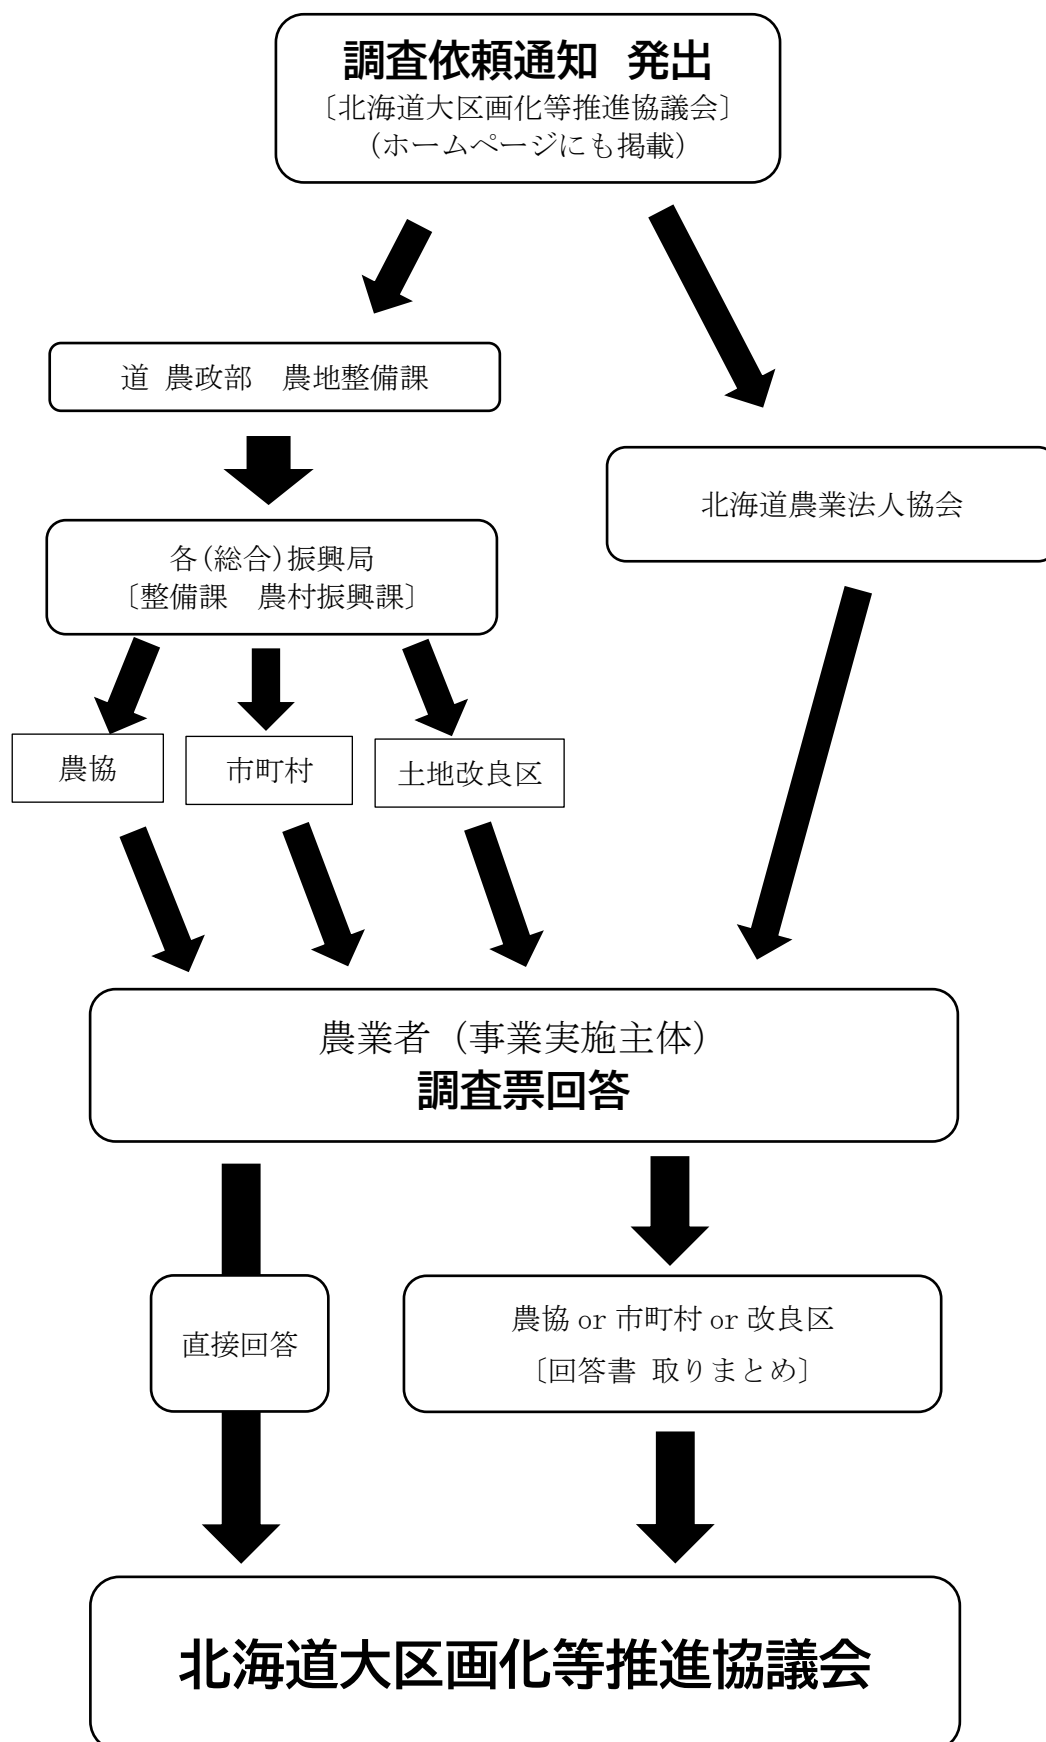 調査依頼通知 発出
〔北海道大区画化等推進協議会〕
（ホームページにも掲載）
道 農政部 農地整備課
北海道農業法人協会
各(総合)振興局
〔整備課 農村振興課〕
農協
市町村
土地改良区
農業者（事業実施主体）
調査票回答
直接回答
農協 or 市町村 or 改良区
〔回答書 取りまとめ〕
北海道大区画化等推進協議会